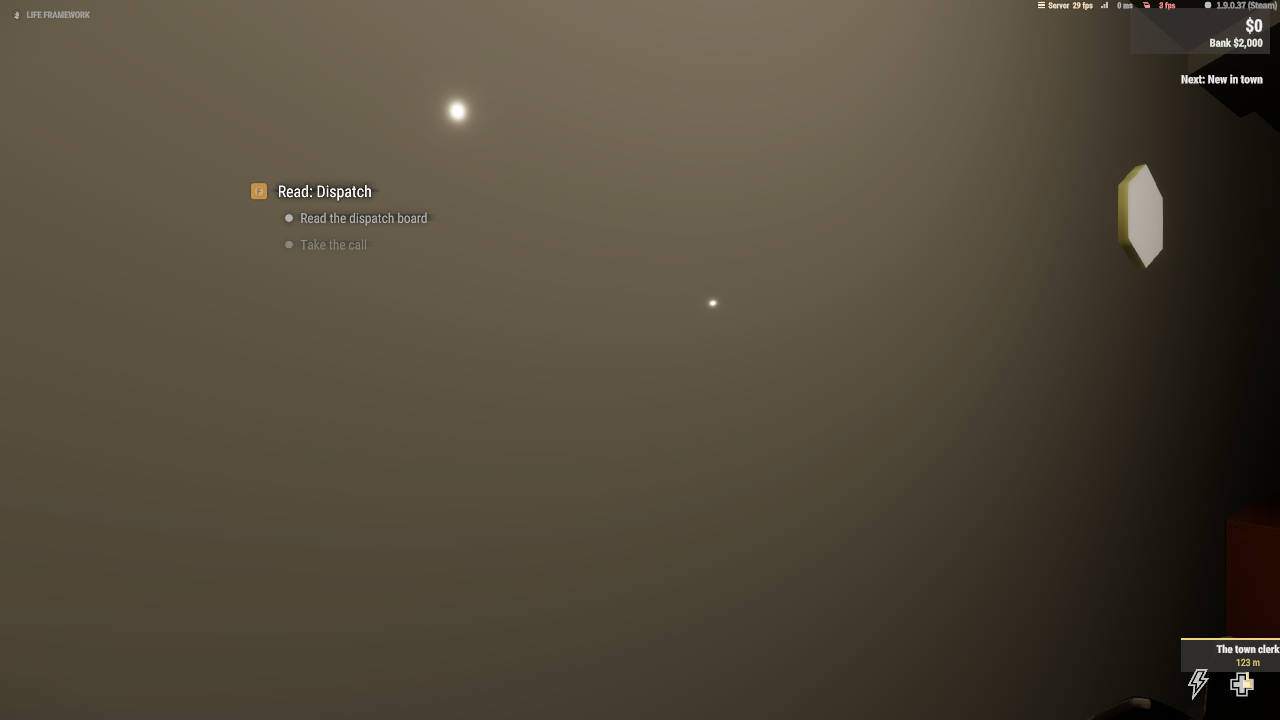 LIFE FRAMEWORK
Server 29 fps 0 ms 3 fps 1.9.0.37 (Steam)
$0
Bank $2,000
Next: New in town
F Read: Dispatch
Read the dispatch board
Take the call
The town clerk
123 m